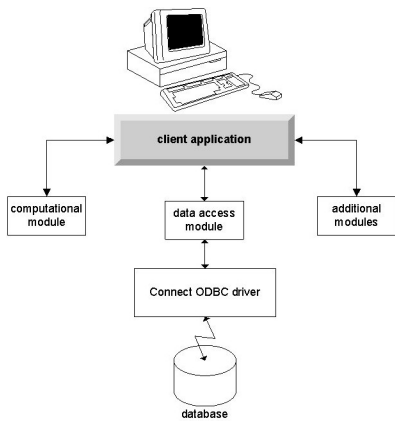 client application
computational
module
data access
module
additional
modules
Connect ODBC driver
database